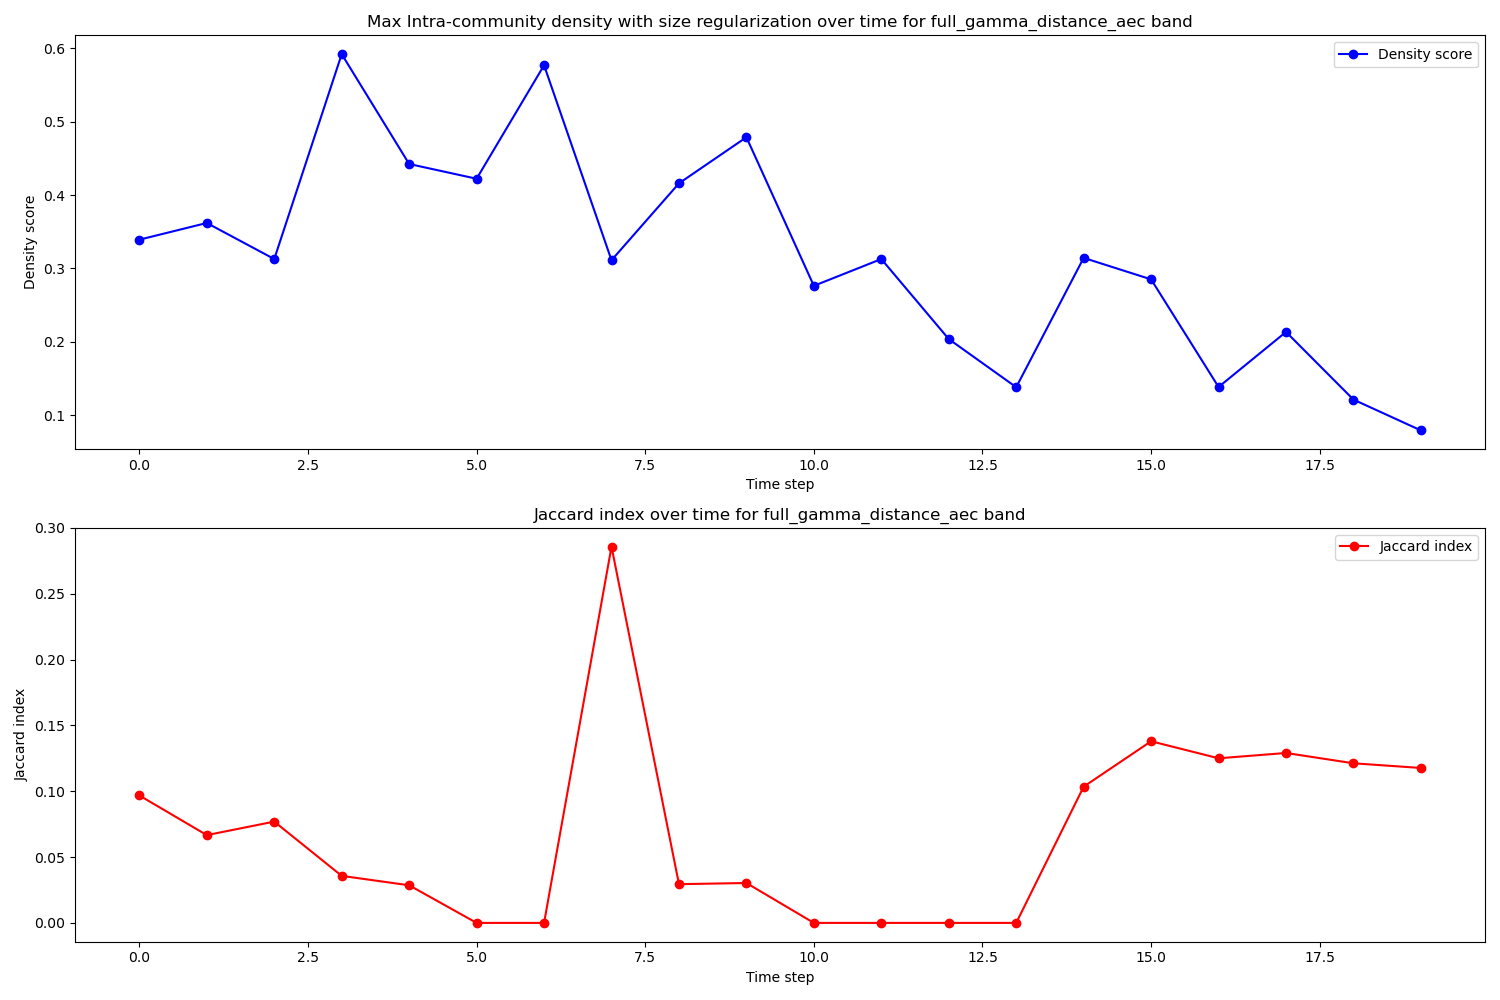 Max Intra-community density with size regularization over time for full_gamma_distance_aec band
Density score
0.6
0.5
0.4
0.3
0.2
0.1
Density score
0.0 2.5 5.0 7.5 10.0 12.5 15.0 17.5
Time step
Jaccard index over time for full_gamma_distance_aec band
Jaccard index
0.30
0.25
0.20
0.15
0.10
0.05
0.00
Jaccard index
0.0 2.5 5.0 7.5 10.0 12.5 15.0 17.5
Time step